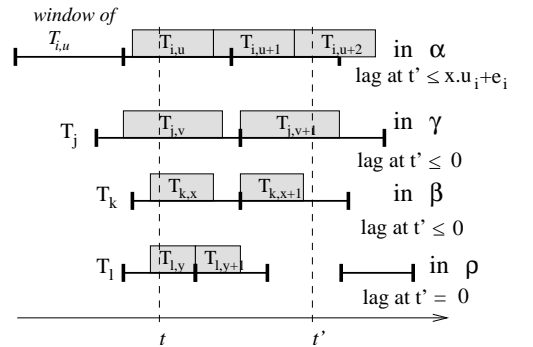 window of
T_{i,u}
T_{i,u} T_{i,u+1} T_{i,u+2} in α
lag at t' ≤ x.u_i+e_i
T_j T_{j,v} T_{j,v+1} in γ
lag at t' ≤ 0
T_k T_{k,x} T_{k,x+1} in β
lag at t' ≤ 0
T_l T_{l,y} T_{l,y+1} in ρ
lag at t' = 0
t t'